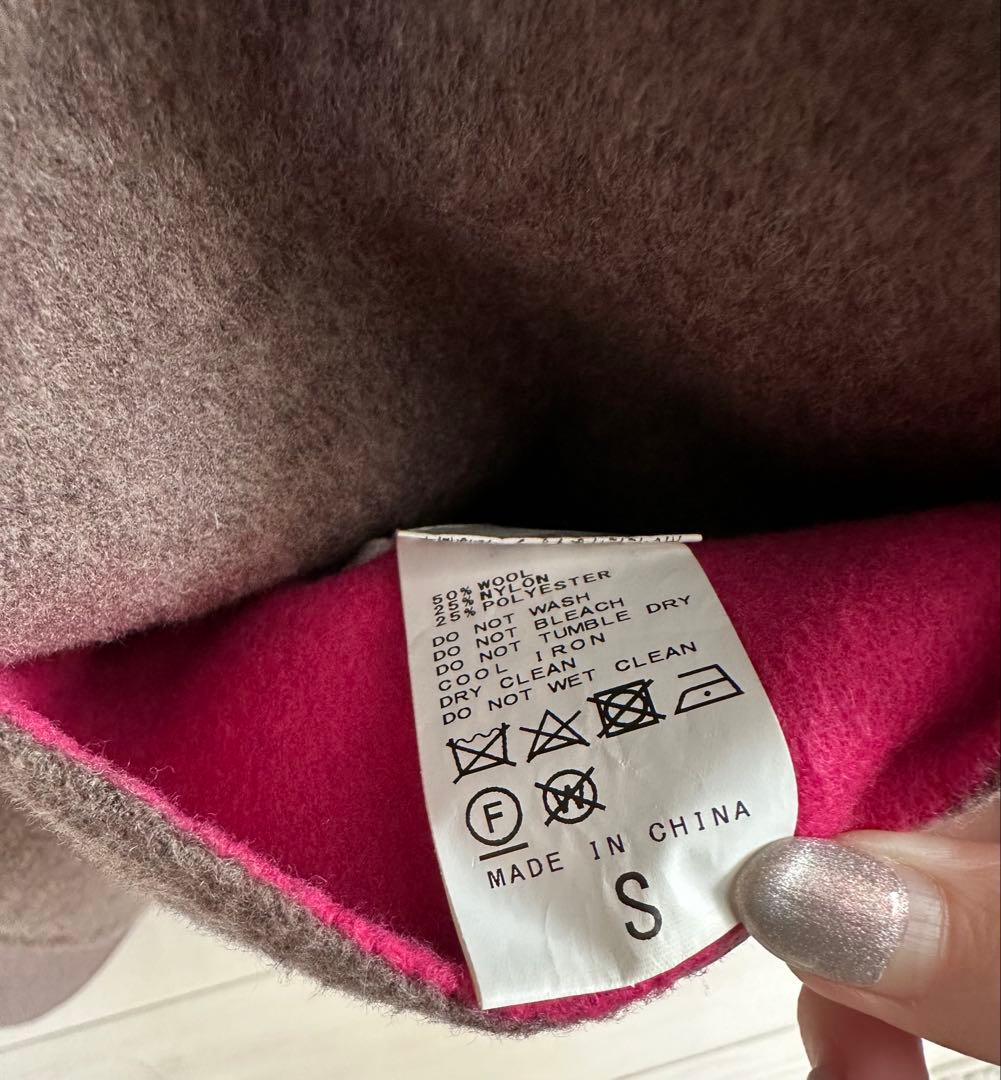 50% WOOL
25% NYLON
25% POLYESTER
DO NOT WASH
DO NOT BLEACH
DO NOT TUMBLE DRY
COOL IRON
DRY CLEAN
DO NOT WET CLEAN
F W
MADE IN CHINA
S